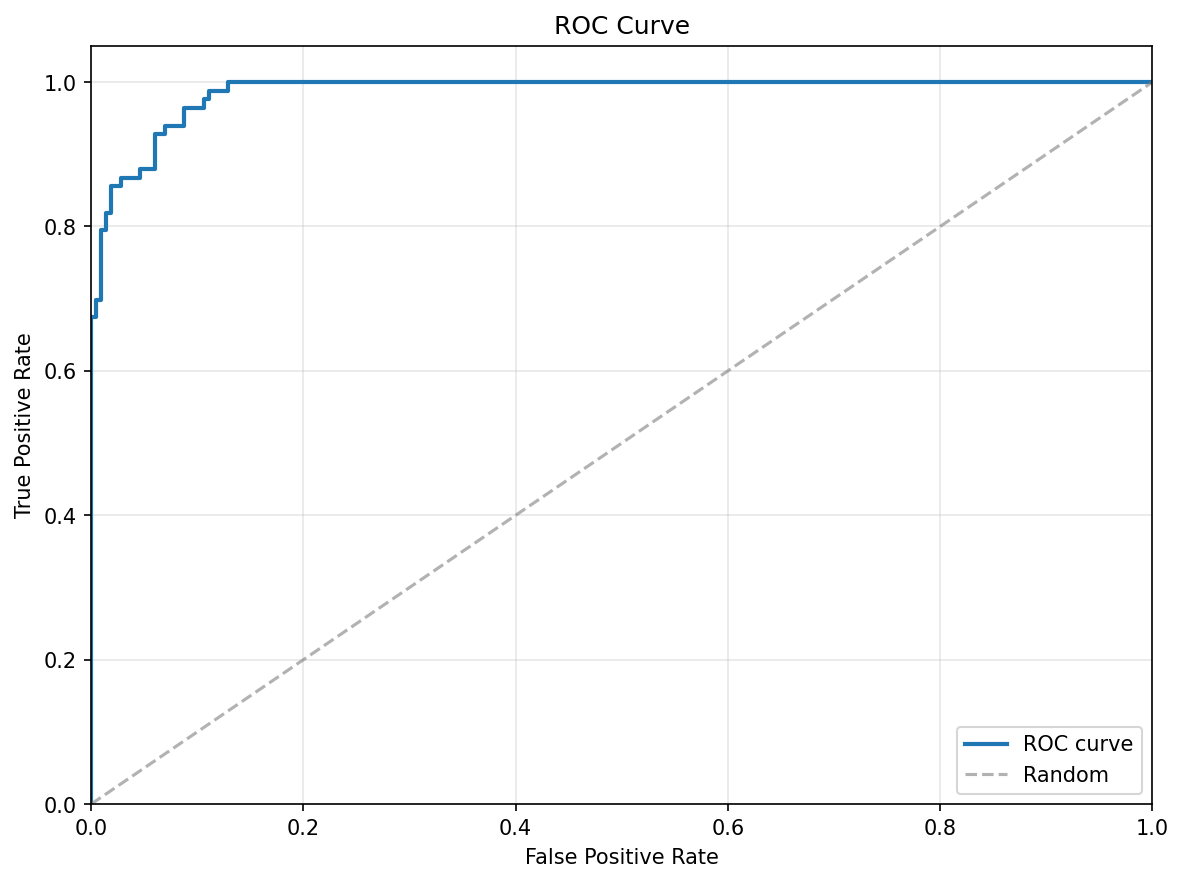 ROC Curve
1.0
0.8
0.6
0.4
0.2
0.0
True Positive Rate
0.0 0.2 0.4 0.6 0.8 1.0
False Positive Rate
ROC curve
Random